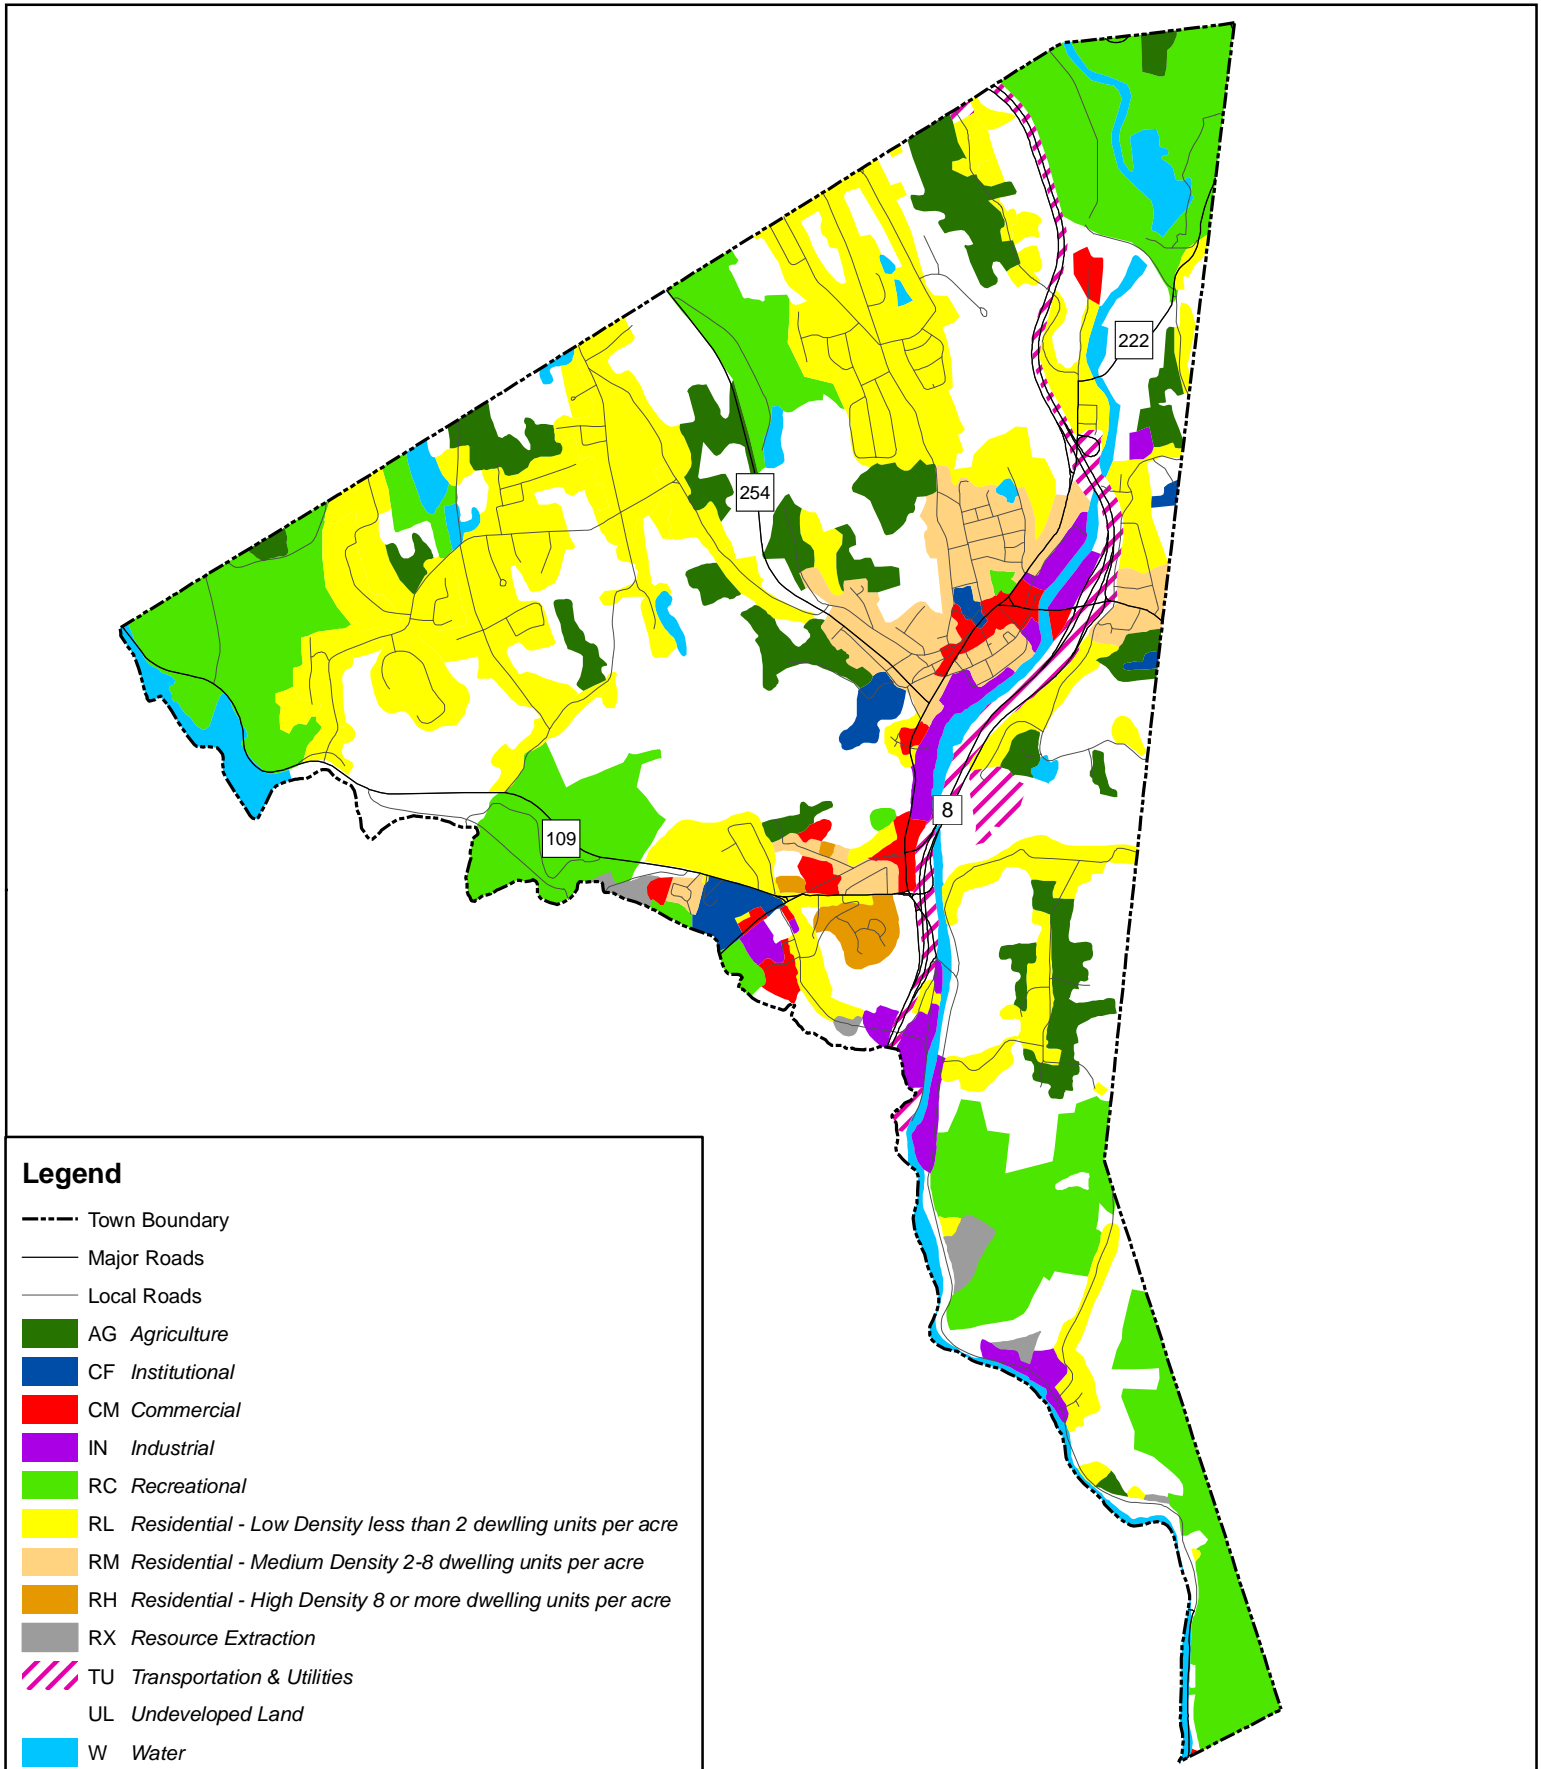 222
254
8
109
Legend
Town Boundary
Major Roads
Local Roads
AG Agriculture
CF Institutional
CM Commercial
IN Industrial
RC Recreational
RL Residential - Low Density less than 2 dewlling units per acre
RM Residential - Medium Density 2-8 dwelling units per acre
RH Residential - High Density 8 or more dwelling units per acre
RX Resource Extraction
TU Transportation & Utilities
UL Undeveloped Land
W Water